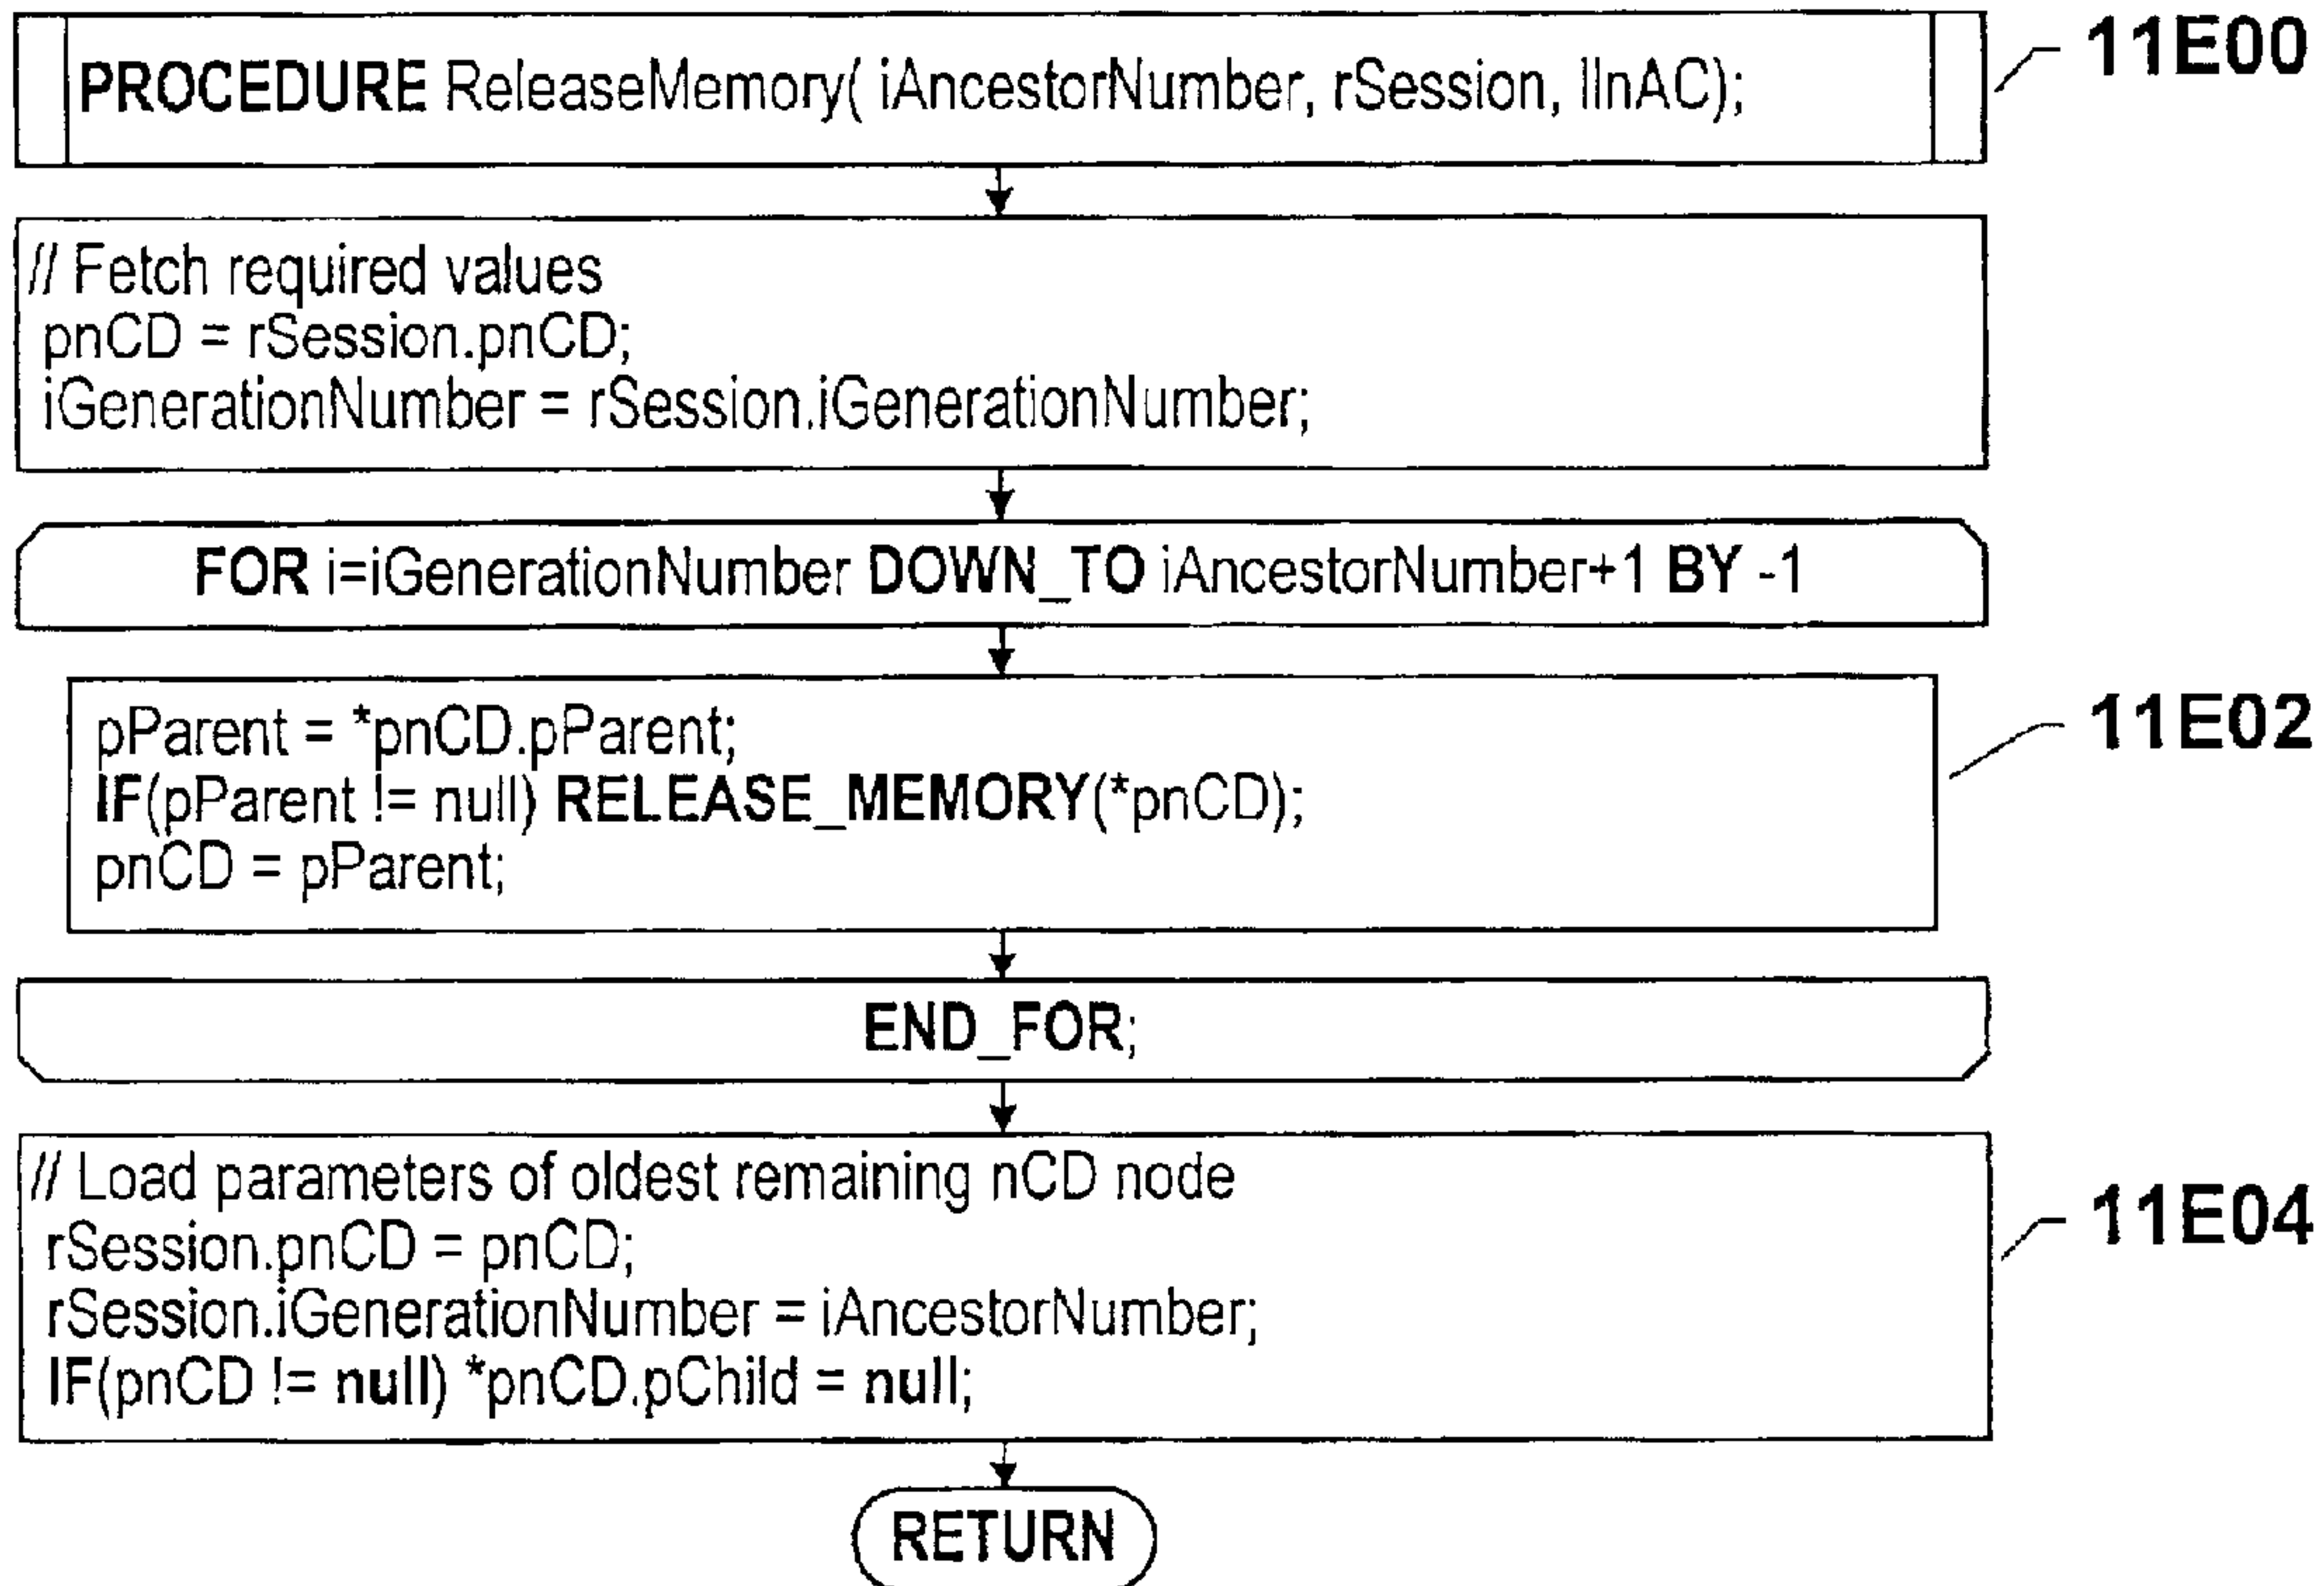 PROCEDURE ReleaseMemory( iAncestorNumber, rSession, llnAC);
11E00
// Fetch required values
pnCD = rSession.pnCD;
iGenerationNumber = rSession.iGenerationNumber;
FOR i=iGenerationNumber DOWN_TO iAncestorNumber+1 BY -1
pParent = *pnCD.pParent;
IF(pParent != null) RELEASE_MEMORY(*pnCD);
pnCD = pParent;
11E02
END_FOR;
// Load parameters of oldest remaining nCD node
rSession.pnCD = pnCD;
rSession.iGenerationNumber = iAncestorNumber;
IF(pnCD != null) *pnCD.pChild = null;
11E04
RETURN